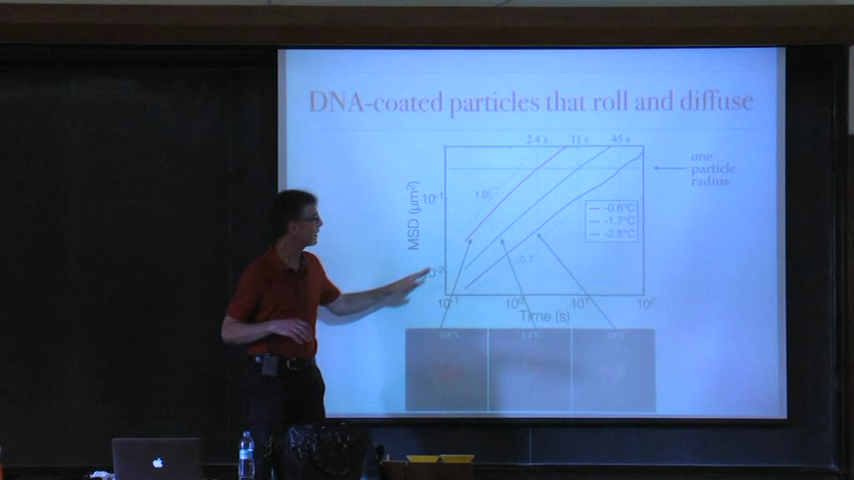 DNA-coated particles that roll and diffuse
2.4 s 11 s 45 s
one
particle
radius
1.0
10⁻¹
MSD (μm²)
-0.6°C
-1.7°C
-2.8°C
0.7
10⁻¹ 10⁰ 10¹ 10²
Time (s)